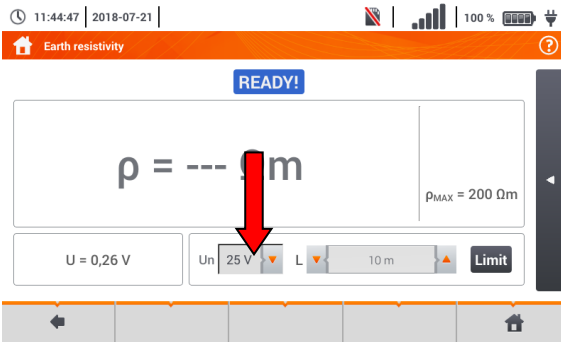 11:44:47 2018-07-21 100 %
Earth resistivity ?
READY!
ρ = --- Ωm
ρMAX = 200 Ωm
U = 0,26 V Un 25 V L 10 m Limit